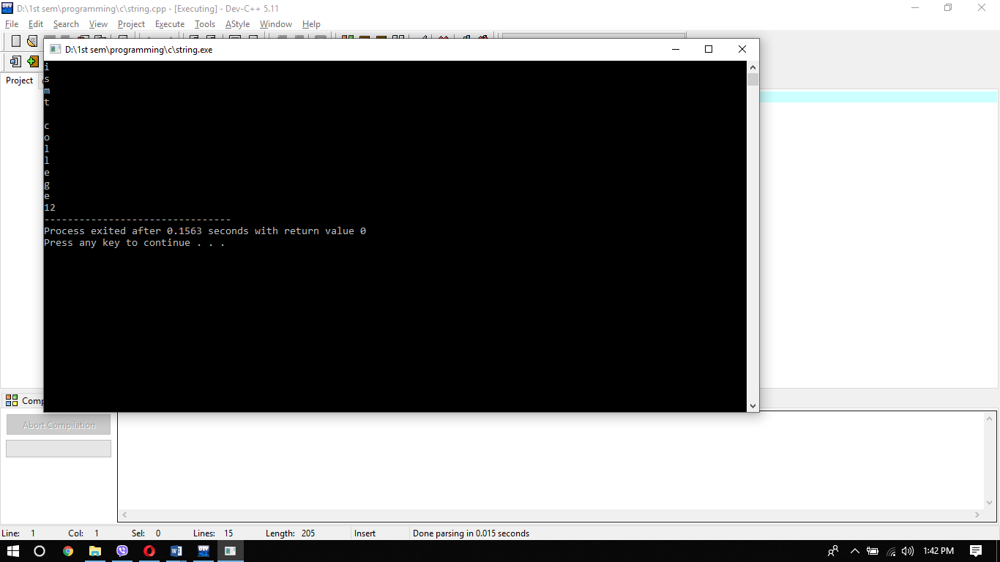 D:\1st sem\programming\c\string.cpp - [Executing] - Dev-C++ 5.11
File Edit Search View Project Execute Tools AStyle Window Help
D:\1st sem\programming\c\string.exe
Project
i
s
m
t
c
o
l
l
e
g
e
12
--------------------------------
Process exited after 0.1563 seconds with return value 0
Press any key to continue . . .
Abort Compilation
Line: 1 Col: 1 Sel: 0 Lines: 15 Length: 205 Insert Done parsing in 0.015 seconds
1:42 PM